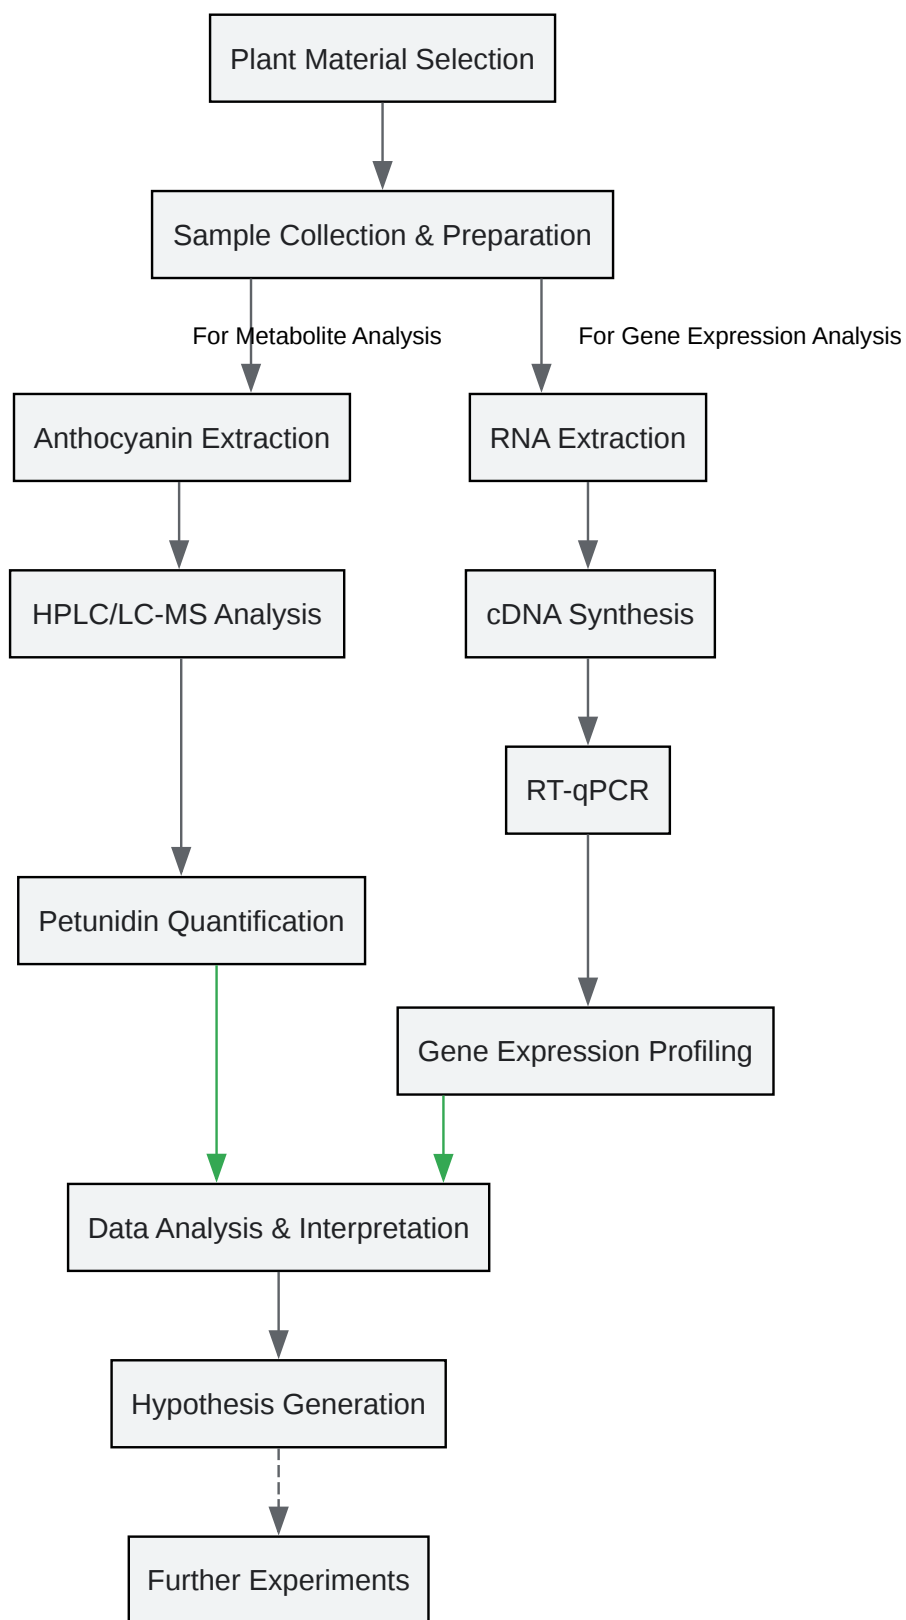 Plant Material Selection
Sample Collection & Preparation
For Metabolite Analysis
For Gene Expression Analysis
Anthocyanin Extraction
RNA Extraction
HPLC/LC-MS Analysis
cDNA Synthesis
RT-qPCR
Petunidin Quantification
Gene Expression Profiling
Data Analysis & Interpretation
Hypothesis Generation
Further Experiments